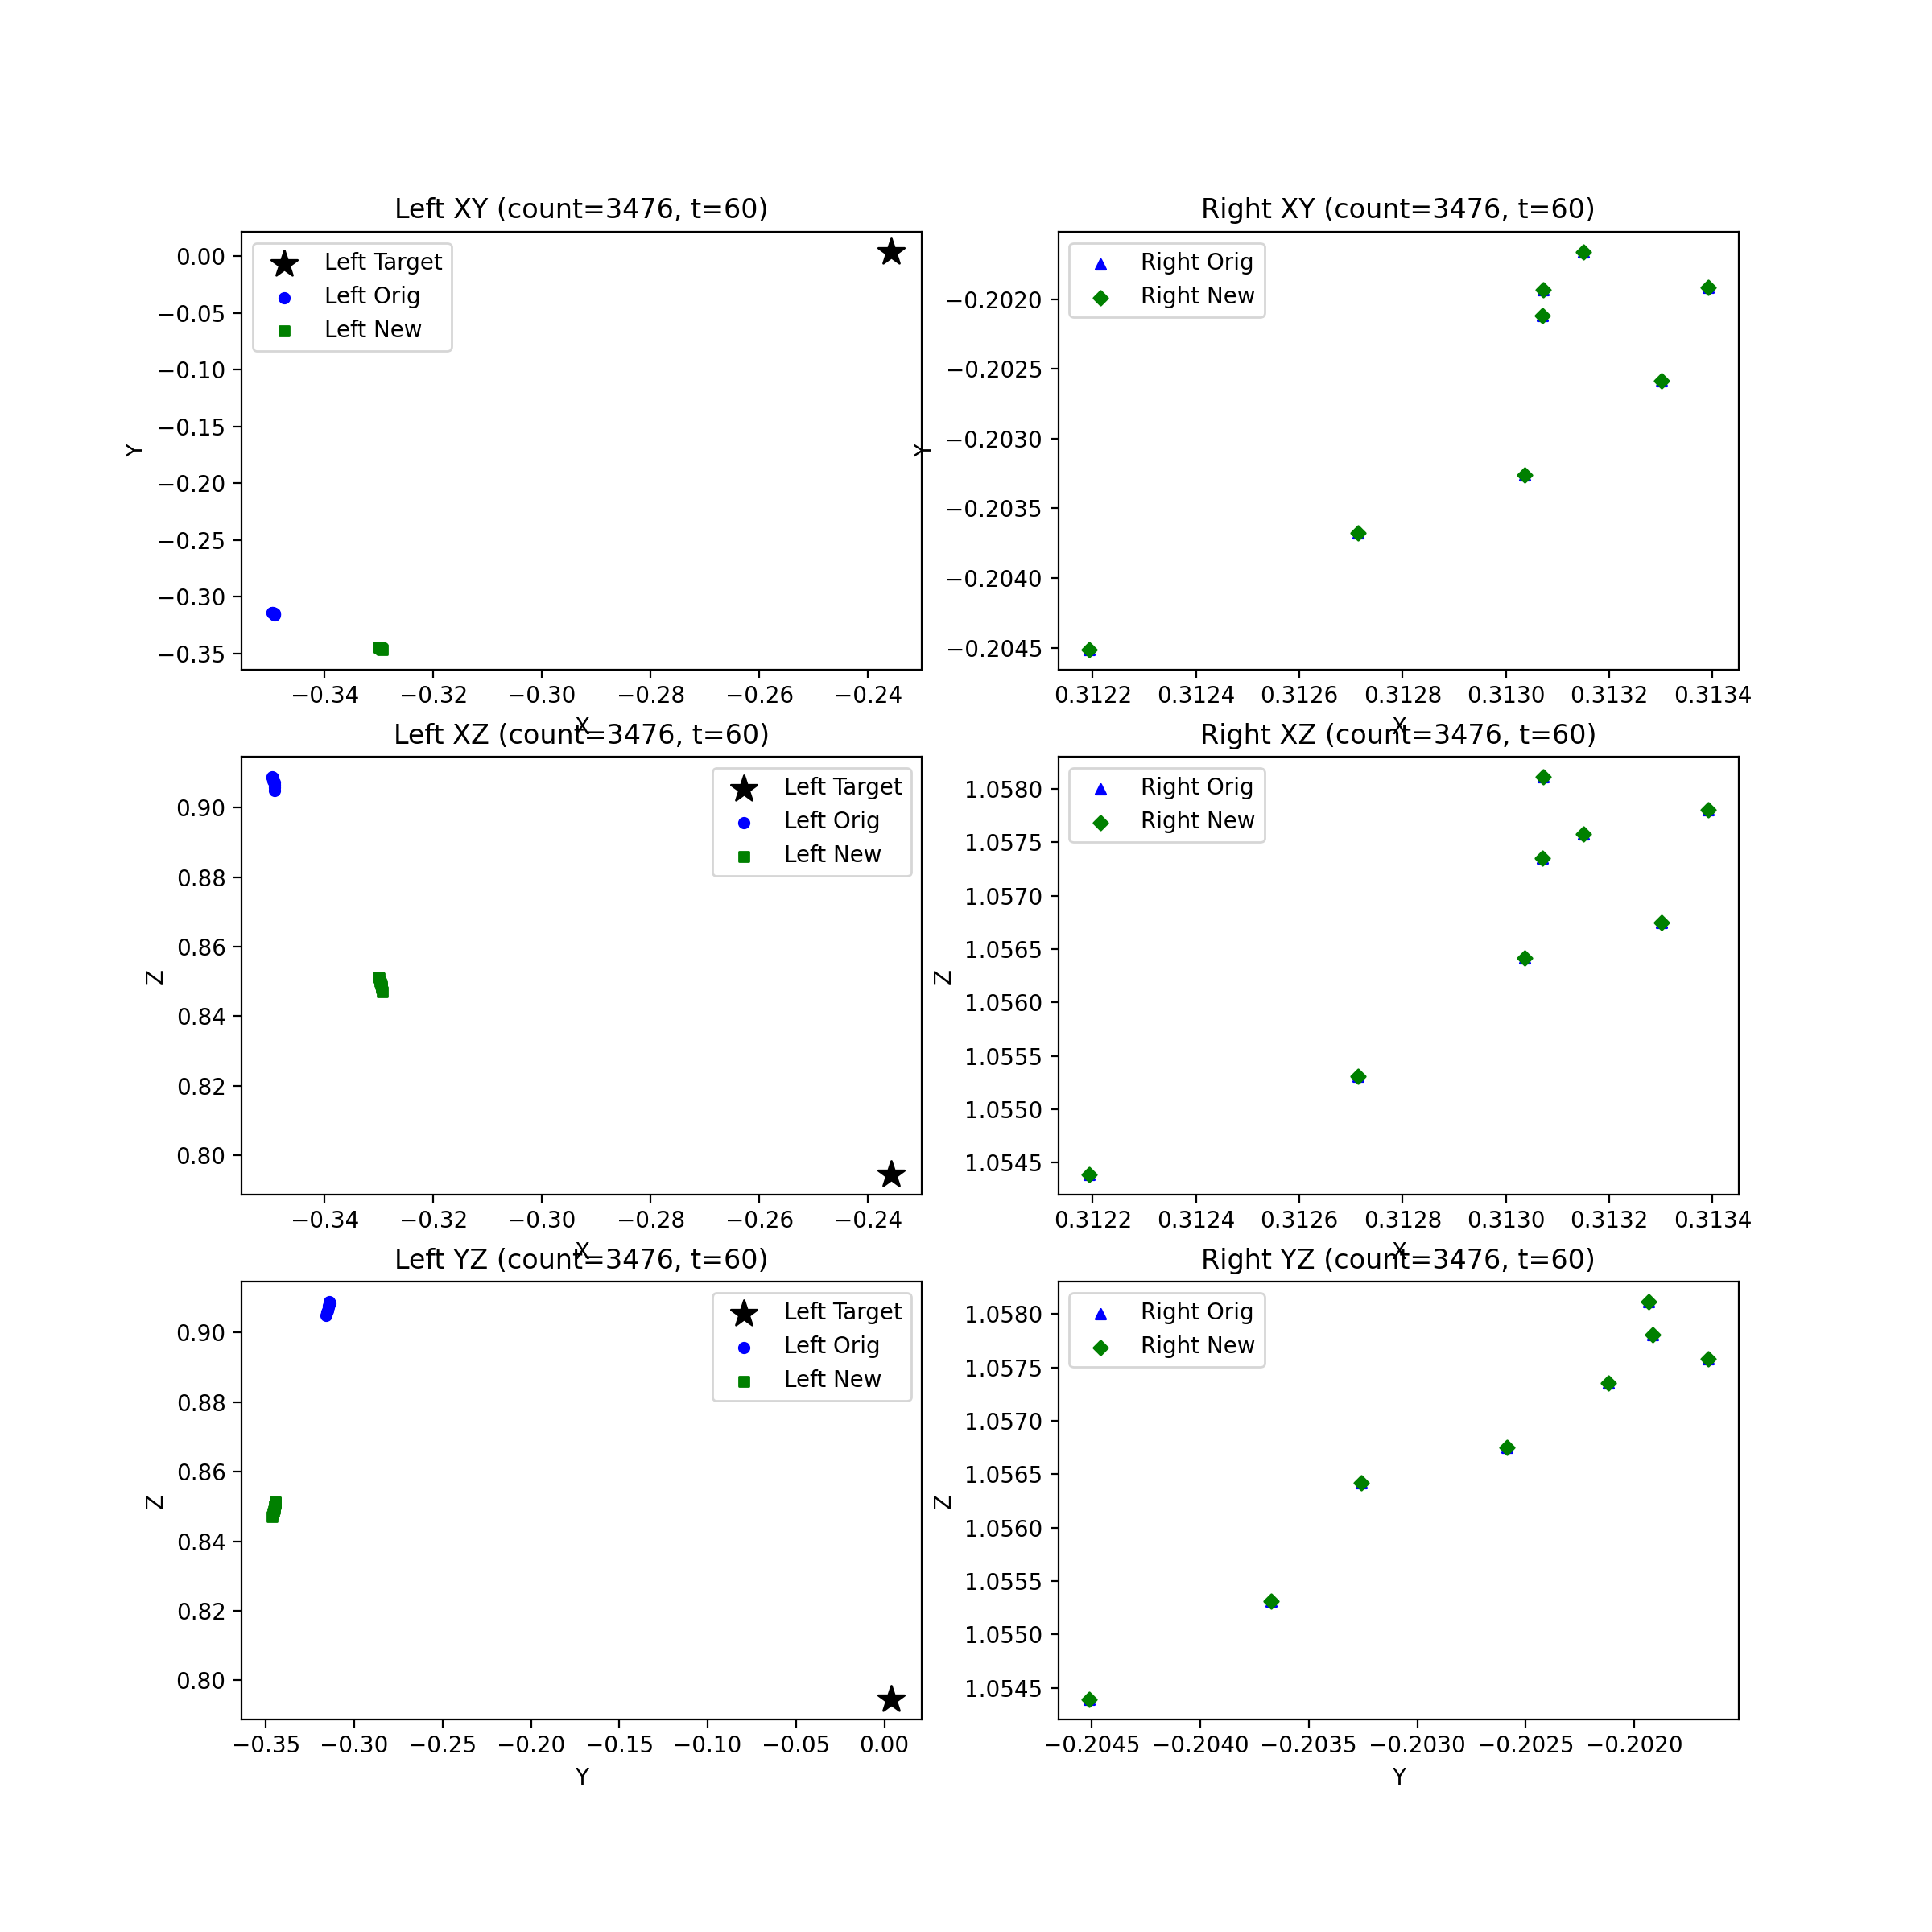 Left XY (count=3476, t=60)
Left Target
Left Orig
Left New
0.00
−0.05
−0.10
−0.15
−0.20
−0.25
−0.30
−0.35
Y
−0.34 −0.32 −0.30 −0.28 −0.26 −0.24
X
Right XY (count=3476, t=60)
Right Orig
Right New
−0.2020
−0.2025
−0.2030
−0.2035
−0.2040
−0.2045
Y
0.3122 0.3124 0.3126 0.3128 0.3130 0.3132 0.3134
X
Left XZ (count=3476, t=60)
Left Target
Left Orig
Left New
0.90
0.88
0.86
0.84
0.82
0.80
Z
−0.34 −0.32 −0.30 −0.28 −0.26 −0.24
X
Right XZ (count=3476, t=60)
Right Orig
Right New
1.0580
1.0575
1.0570
1.0565
1.0560
1.0555
1.0550
1.0545
Z
0.3122 0.3124 0.3126 0.3128 0.3130 0.3132 0.3134
X
Left YZ (count=3476, t=60)
Left Target
Left Orig
Left New
0.90
0.88
0.86
0.84
0.82
0.80
Z
−0.35 −0.30 −0.25 −0.20 −0.15 −0.10 −0.05 0.00
Y
Right YZ (count=3476, t=60)
Right Orig
Right New
1.0580
1.0575
1.0570
1.0565
1.0560
1.0555
1.0550
1.0545
Z
−0.2045 −0.2040 −0.2035 −0.2030 −0.2025 −0.2020
Y